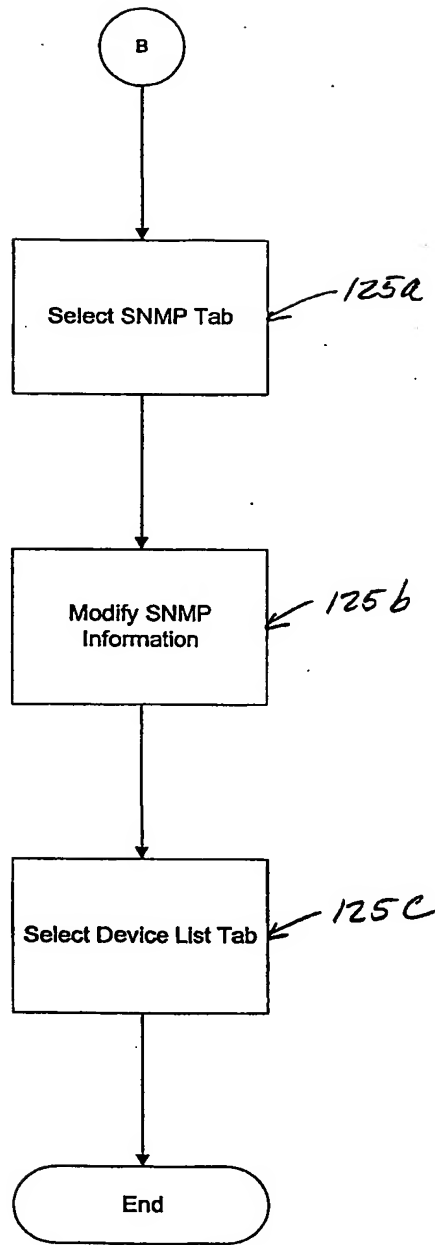 B
Select SNMP Tab
125a
Modify SNMP
Information
125b
Select Device List Tab
125c
End